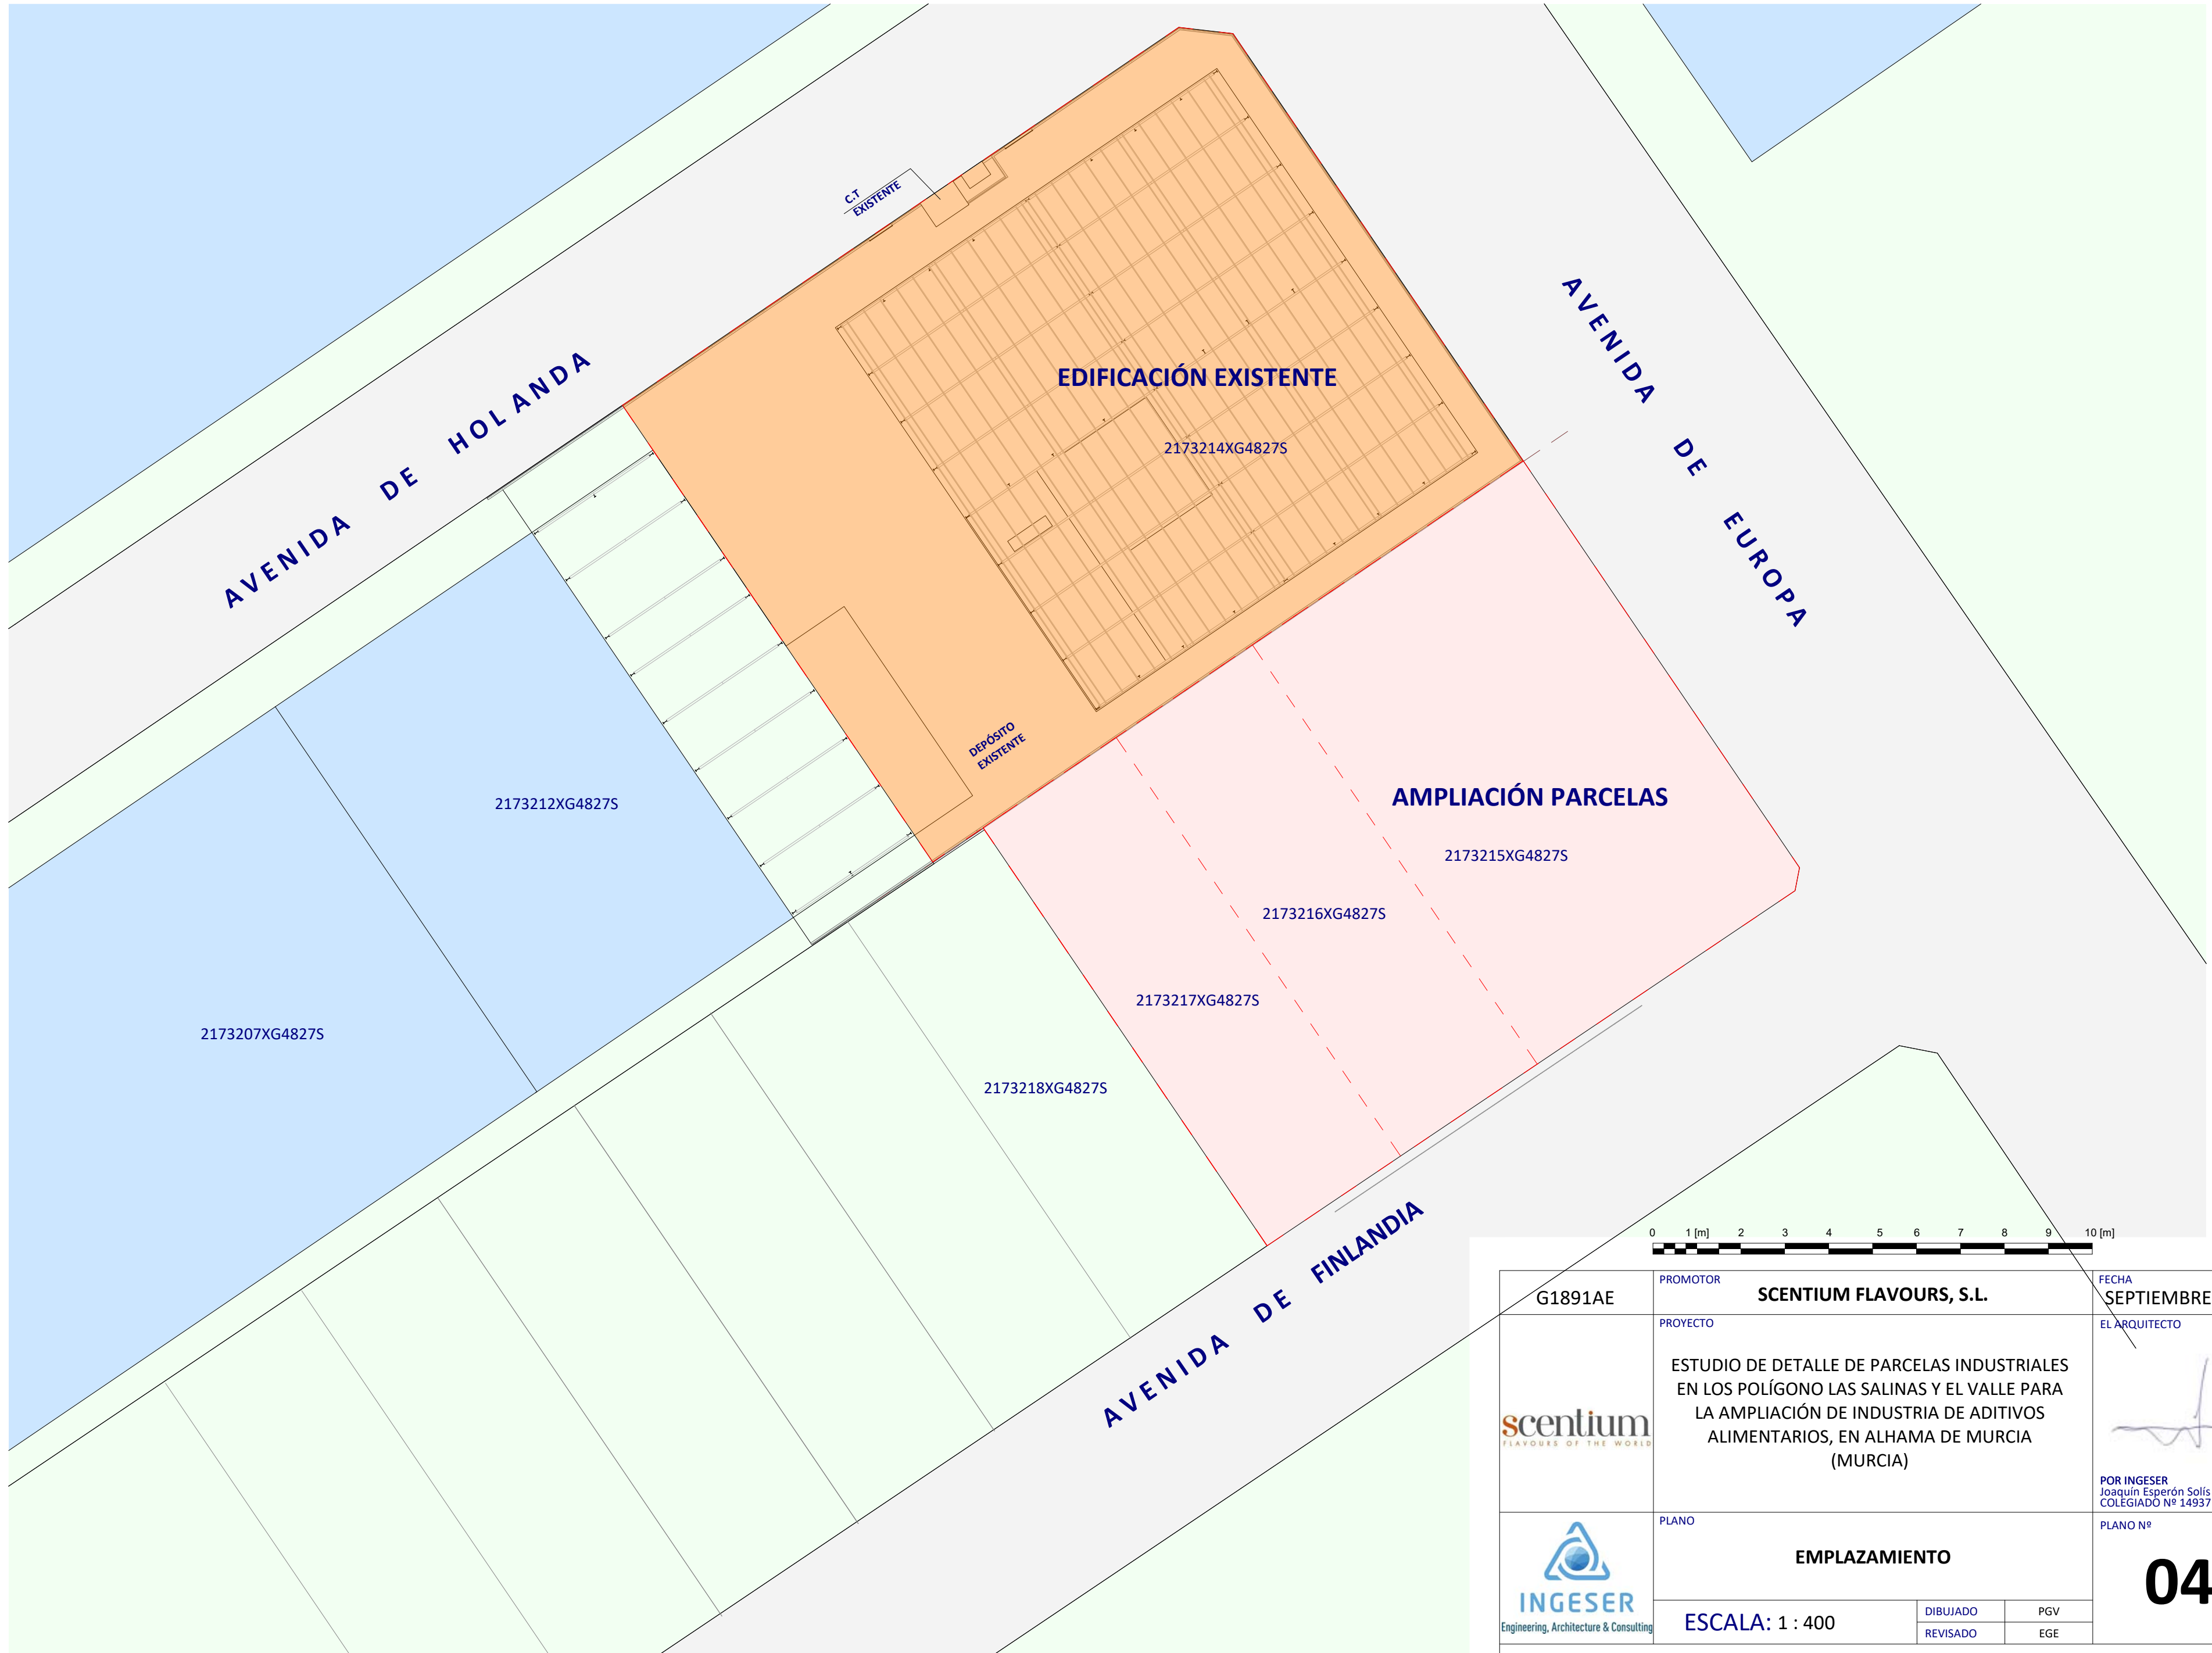 C.T
EXISTENTE
AVENIDA DE HOLANDA
AVENIDA DE EUROPA
EDIFICACIÓN EXISTENTE
2173214XG4827S
DEPÓSITO
EXISTENTE
AMPLIACIÓN PARCELAS
2173215XG4827S
2173212XG4827S
2173216XG4827S
2173217XG4827S
2173207XG4827S
2173218XG4827S
AVENIDA DE FINLANDIA
0 1 [m] 2 3 4 5 6 7 8 9 10 [m]
G1891AE
PROMOTOR
SCENTIUM FLAVOURS, S.L.
FECHA
SEPTIEMBRE
PROYECTO
ESTUDIO DE DETALLE DE PARCELAS INDUSTRIALES
EN LOS POLÍGONO LAS SALINAS Y EL VALLE PARA
LA AMPLIACIÓN DE INDUSTRIA DE ADITIVOS
ALIMENTARIOS, EN ALHAMA DE MURCIA
(MURCIA)
EL ARQUITECTO
scentium
FLAVOURS OF THE WORLD
POR INGESER
Joaquín Esperón Solís
COLEGIADO Nº 14937
PLANO
EMPLAZAMIENTO
PLANO Nº
04
INGESER
Engineering, Architecture & Consulting
ESCALA: 1 : 400
DIBUJADO PGV
REVISADO EGE